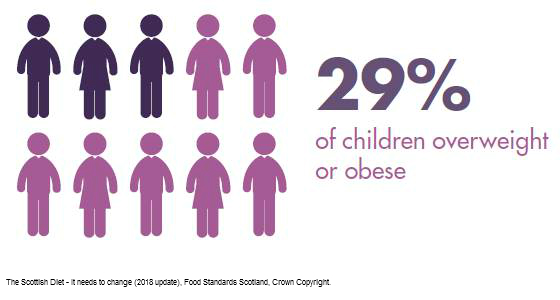 29%
of children overweight
or obese
The Scottish Diet - It needs to change (2018 update), Food Standards Scotland, Crown Copyright.